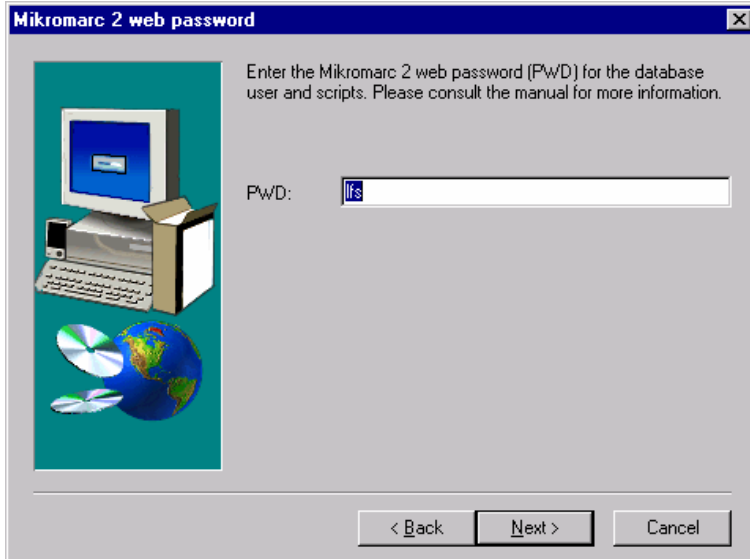 Mikromarc 2 web password
Enter the Mikromarc 2 web password (PWD) for the database
user and scripts. Please consult the manual for more information.
PWD:
lfs
< Back
Next >
Cancel